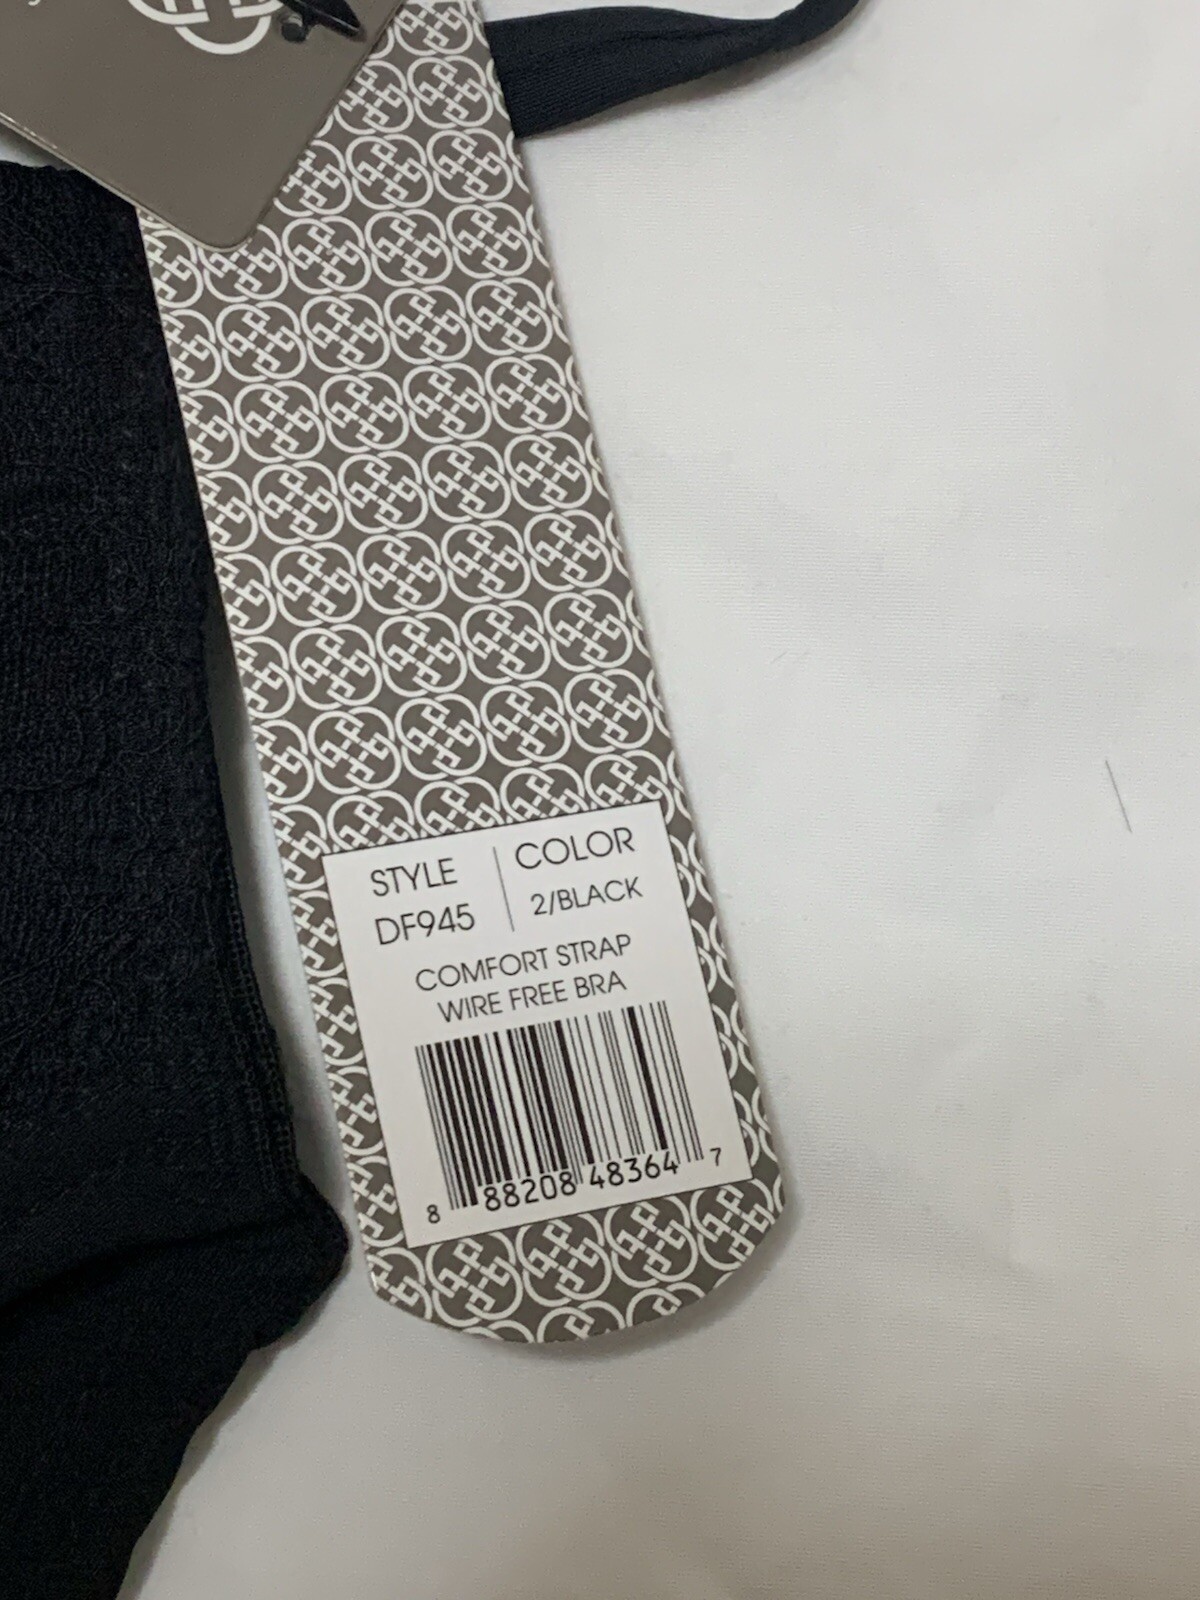 STYLE
DF945
COLOR
2/BLACK
COMFORT STRAP
WIRE FREE BRA
8 88208 48364 7